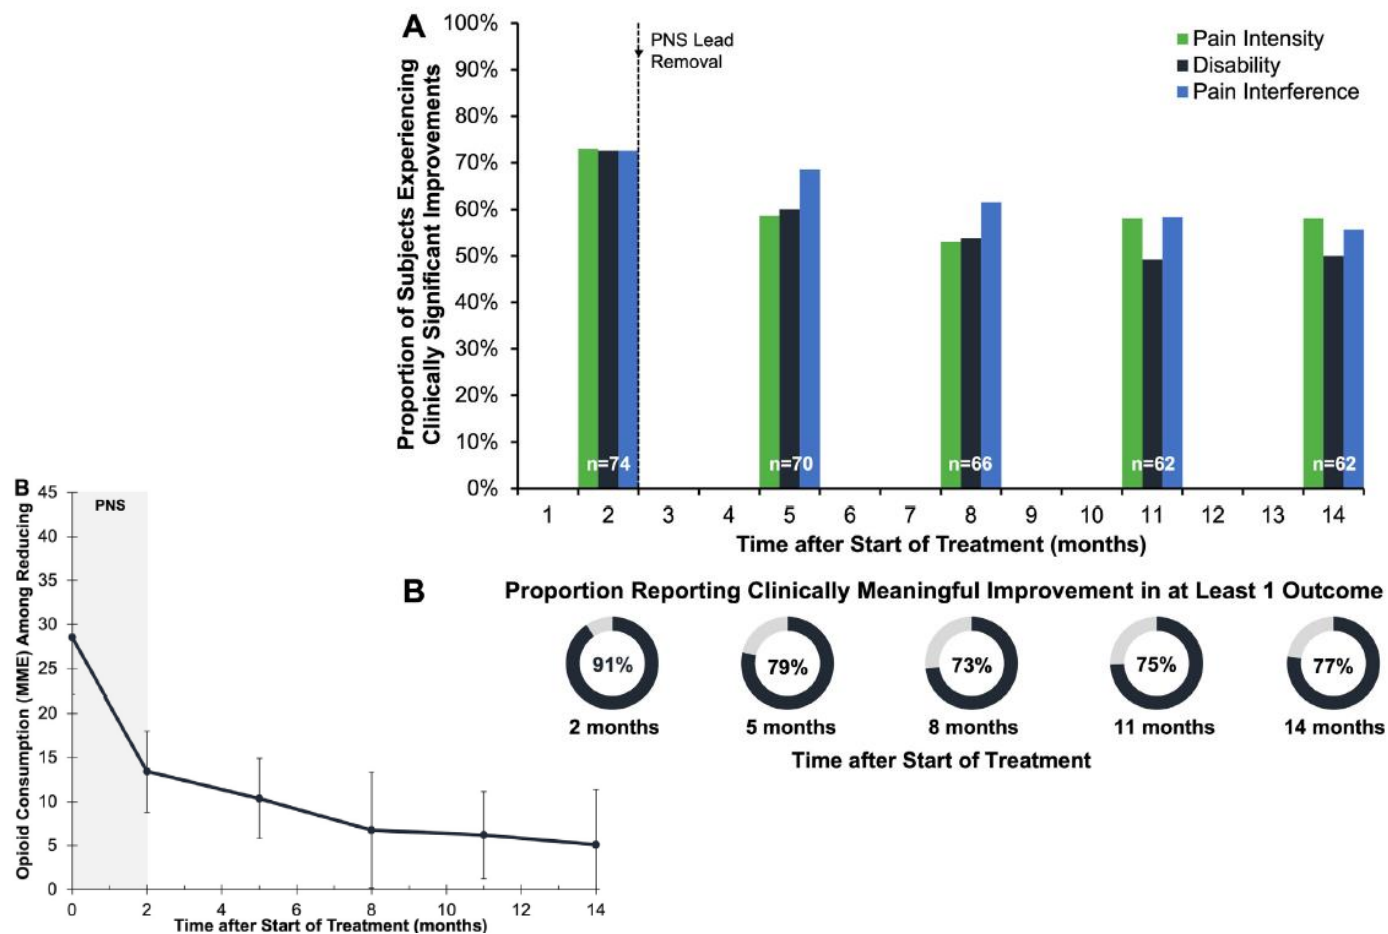 A
Proportion of Subjects Experiencing
Clinically Significant Improvements
100%
90%
80%
70%
60%
50%
40%
30%
20%
10%
0%
PNS Lead
Removal
Pain Intensity
Disability
Pain Interference
n=74
n=70
n=66
n=62
n=62
1 2 3 4 5 6 7 8 9 10 11 12 13 14
Time after Start of Treatment (months)
B
Proportion Reporting Clinically Meaningful Improvement in at Least 1 Outcome
91% 79% 73% 75% 77%
2 months 5 months 8 months 11 months 14 months
Time after Start of Treatment
B
Opioid Consumption (MME) Among Reducing
45
40
35
30
25
20
15
10
5
0
PNS
0 2 4 6 8 10 12 14
Time after Start of Treatment (months)